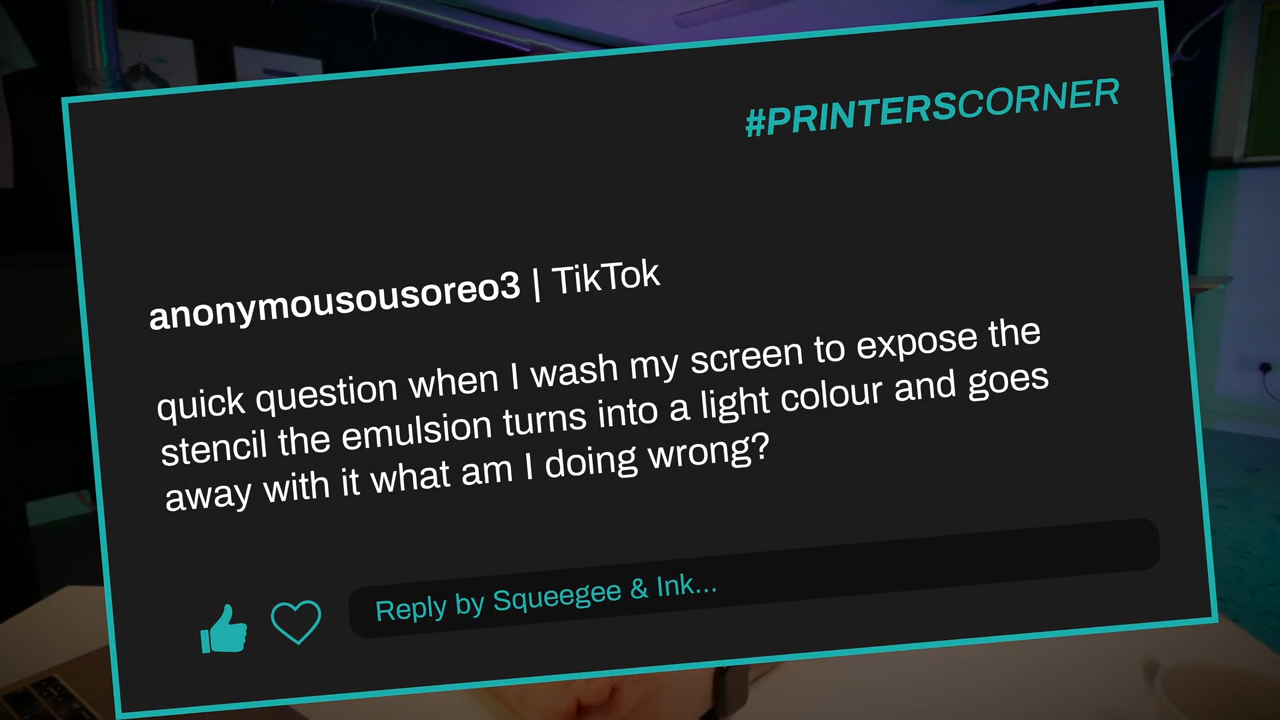 #PRINTERSCORNER
anonymousousoreo3 | TikTok
quick question when I wash my screen to expose the
stencil the emulsion turns into a light colour and goes
away with it what am I doing wrong?
Reply by Squeegee & Ink...